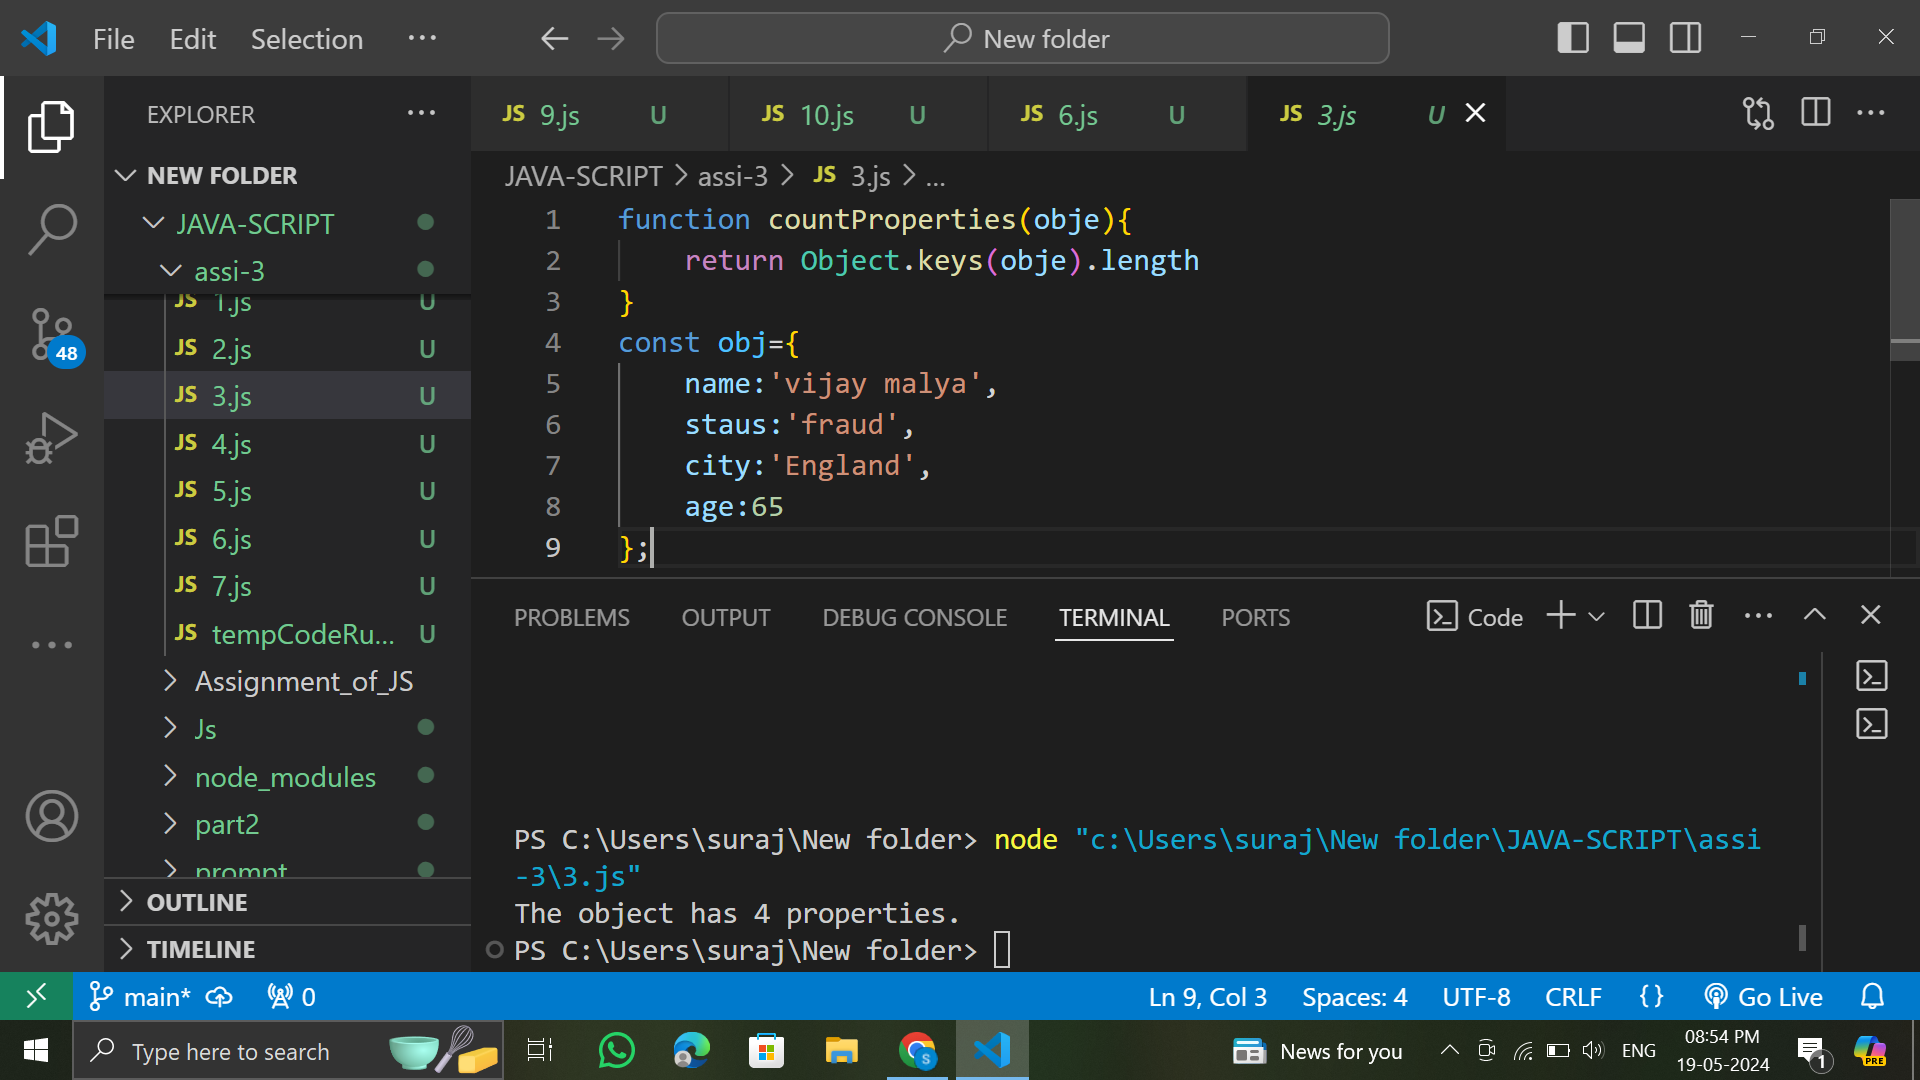 File Edit Selection ...
New folder
EXPLORER ...
NEW FOLDER
JAVA-SCRIPT
assi-3
JS 1.js U
JS 2.js U
JS 3.js U
JS 4.js U
JS 5.js U
JS 6.js U
JS 7.js U
JS tempCodeRu... U
Assignment_of_JS
Js
node_modules
part2
prompt
OUTLINE
TIMELINE
48
JS 9.js U
JS 10.js U
JS 6.js U
JS 3.js U
JAVA-SCRIPT > assi-3 > JS 3.js > ...
1 function countProperties(obje){
2 return Object.keys(obje).length
3 }
4 const obj={
5 name:'vijay malya',
6 staus:'fraud',
7 city:'England',
8 age:65
9 };
PROBLEMS OUTPUT DEBUG CONSOLE TERMINAL PORTS
Code
PS C:\Users\suraj\New folder> node "c:\Users\suraj\New folder\JAVA-SCRIPT\assi
-3\3.js"
The object has 4 properties.
PS C:\Users\suraj\New folder>
main* 0
Ln 9, Col 3 Spaces: 4 UTF-8 CRLF {} Go Live
Type here to search
S
News for you
ENG
08:54 PM
19-05-2024
1
PRE